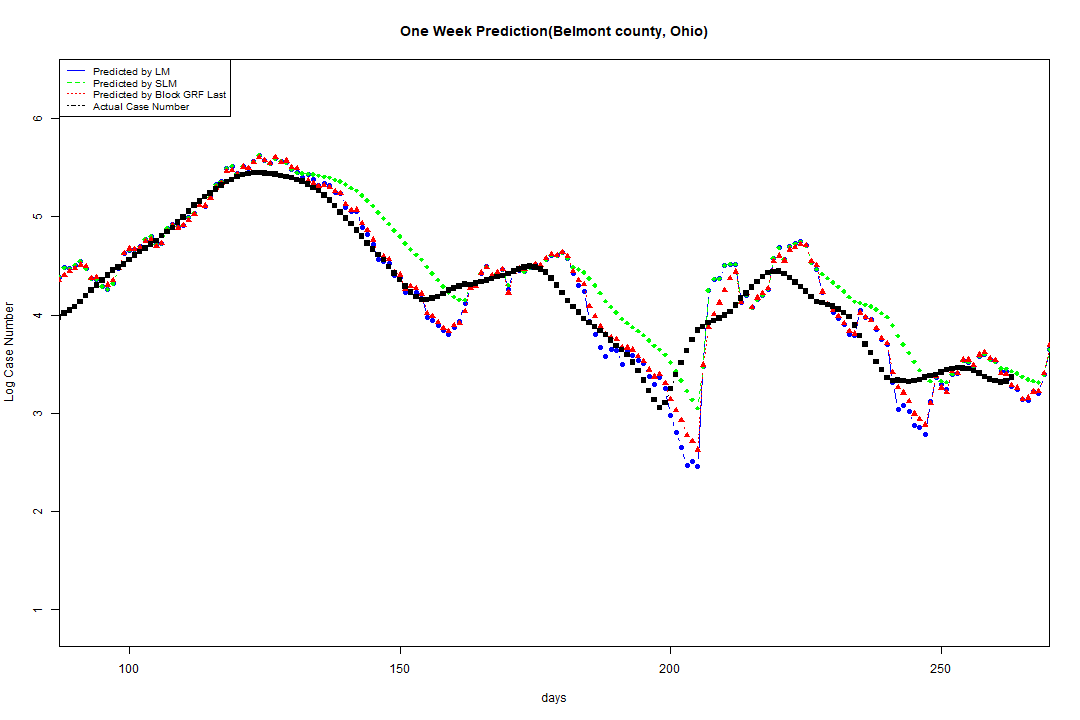 One Week Prediction(Belmont county, Ohio)
Predicted by LM
Predicted by SLM
Predicted by Block GRF Last
Actual Case Number
Log Case Number
6
5
4
3
2
1
100 150 200 250
days